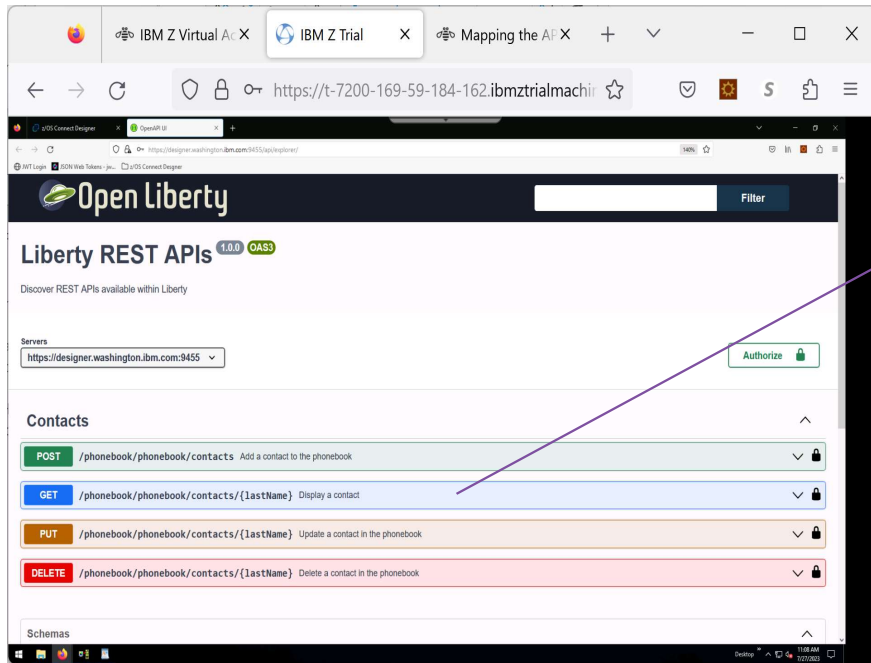 IBM Z Virtual Ac
IBM Z Trial
Mapping the AP
https://t-7200-169-59-184-162.ibmztrialmachin
z/OS Connect Designer
OpenAPI UI
https://designer.washington.ibm.com:9455/api/explorer/
140%
JWT Login
JSON Web Tokens - jw...
z/OS Connect Designer
Open Liberty
Filter
Liberty REST APIs 1.0.0 OAS3
Discover REST APIs available within Liberty
Servers
https://designer.washington.ibm.com:9455
Authorize
Contacts
POST /phonebook/phonebook/contacts Add a contact to the phonebook
GET /phonebook/phonebook/contacts/{lastName} Display a contact
PUT /phonebook/phonebook/contacts/{lastName} Update a contact in the phonebook
DELETE /phonebook/phonebook/contacts/{lastName} Delete a contact in the phonebook
Schemas
Desktop
11:08 AM
7/27/2023